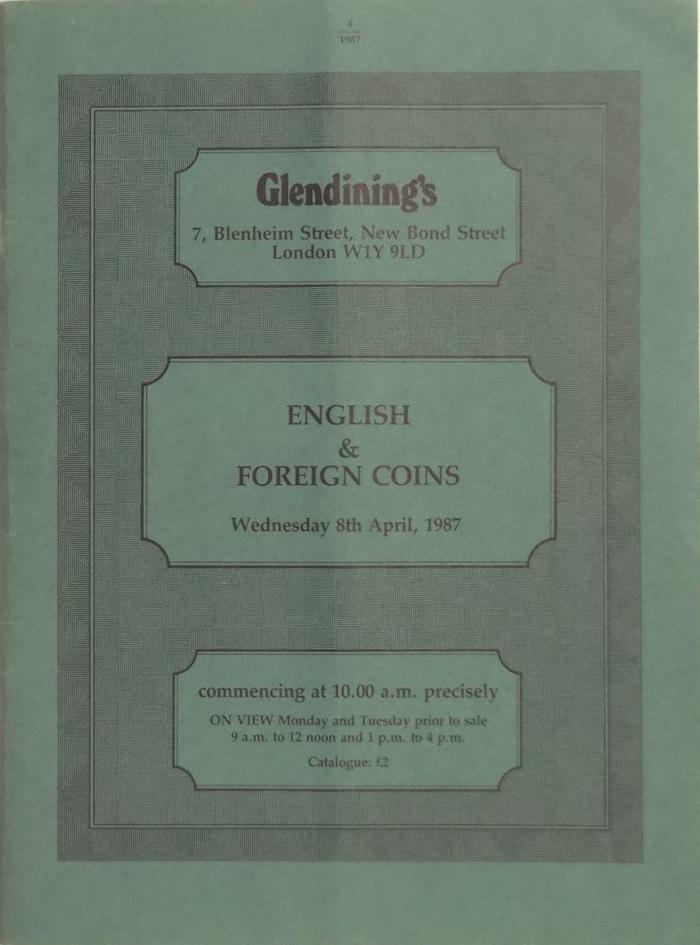 4
1987
Glendining's
7, Blenheim Street, New Bond Street
London W1Y 9LD
ENGLISH
&
FOREIGN COINS
Wednesday 8th April, 1987
commencing at 10.00 a.m. precisely
ON VIEW Monday and Tuesday prior to sale
9 a.m. to 12 noon and 1 p.m. to 4 p.m.
Catalogue: £2